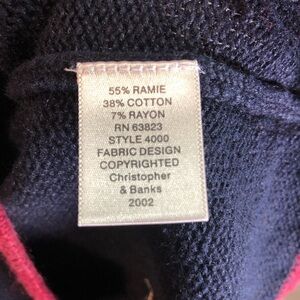 55% RAMIE
38% COTTON
7% RAYON
RN 63823
STYLE 4000
FABRIC DESIGN
COPYRIGHTED
Christopher
& Banks
2002